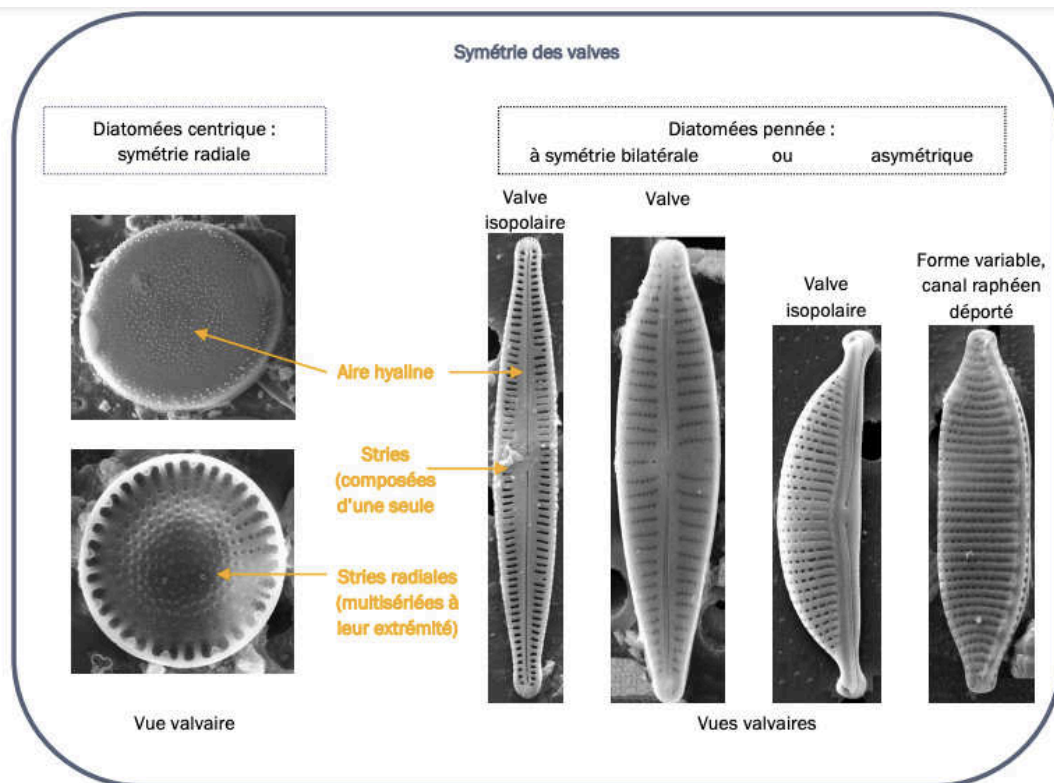 Symétrie des valves
Diatomées centrique :
symétrie radiale
Diatomées pennée :
à symétrie bilatérale ou asymétrique
Valve
isopolaire
Valve
Valve
isopolaire
Forme variable,
canal raphéen
déporté
Aire hyaline
Stries
(composées
d'une seule
Stries radiales
(multisériées à
leur extrémité)
Vue valvaire
Vues valvaires